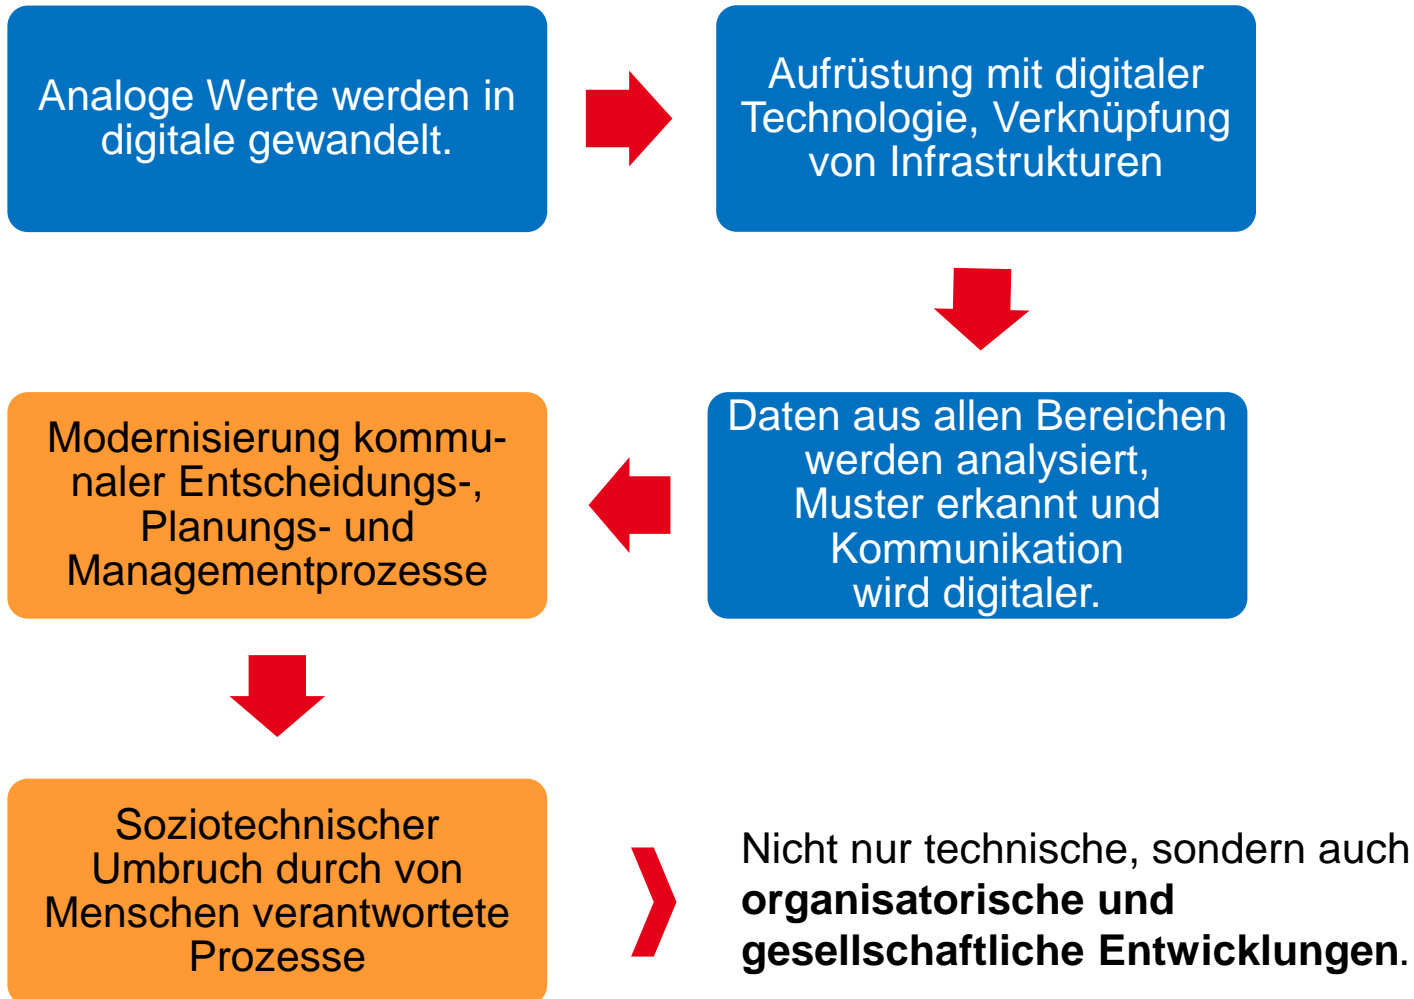 Analoge Werte werden in
digitale gewandelt.
Aufrüstung mit digitaler
Technologie, Verknüpfung
von Infrastrukturen
Daten aus allen Bereichen
werden analysiert,
Muster erkannt und
Kommunikation
wird digitaler.
Modernisierung kommu-
naler Entscheidungs-,
Planungs- und
Managementprozesse
Soziotechnischer
Umbruch durch von
Menschen verantwortete
Prozesse
Nicht nur technische, sondern auch
organisatorische und
gesellschaftliche Entwicklungen.